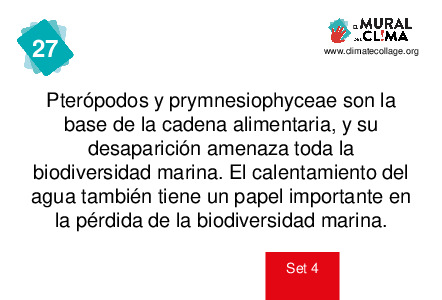 27
EL MURAL
DEL CL!MA
www.climatecollage.org
Pterópodos y prymnesiophyceae son la
base de la cadena alimentaria, y su
desaparición amenaza toda la
biodiversidad marina. El calentamiento del
agua también tiene un papel importante en
la pérdida de la biodiversidad marina.
Set 4